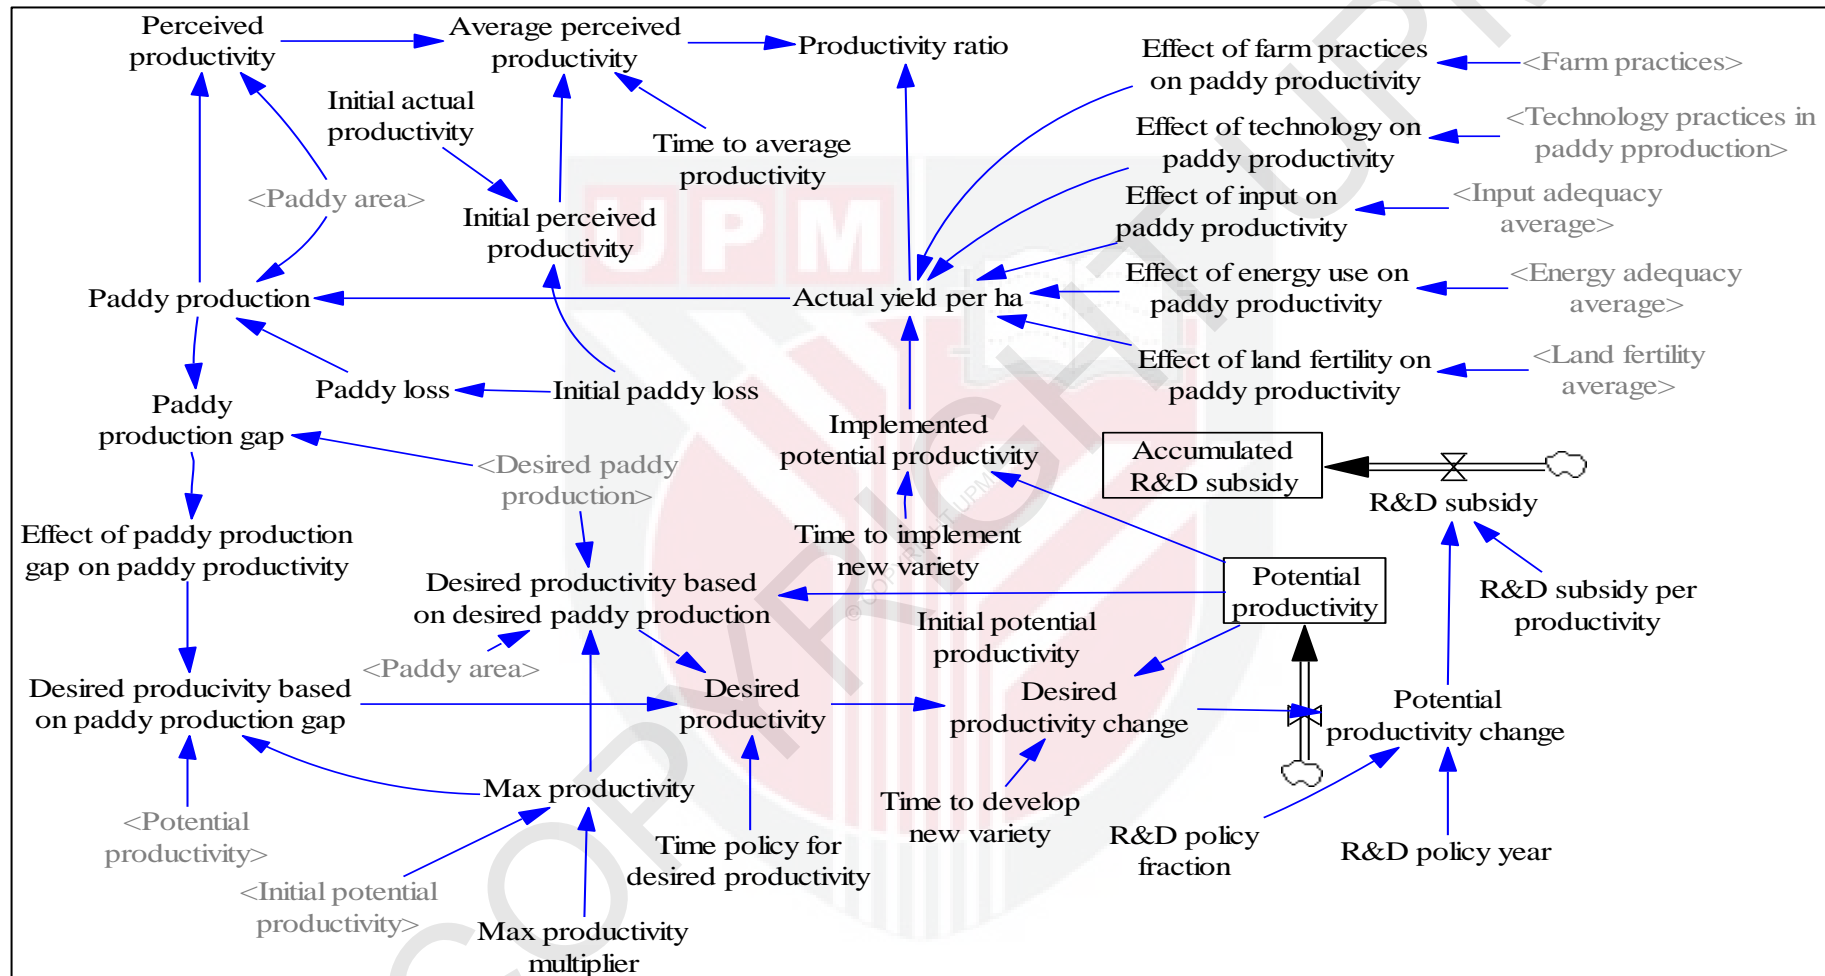 Perceived
productivity
Average perceived
productivity
Productivity ratio
Effect of farm practices
on paddy productivity
<Farm practices>
Initial actual
productivity
Time to average
productivity
Effect of technology on
paddy productivity
<Technology practices in
paddy pproduction>
<Paddy area>
Initial perceived
productivity
Effect of input on
paddy productivity
<Input adequacy
average>
UPM
Paddy production
Actual yield per ha
Effect of energy use on
paddy productivity
<Energy adequacy
average>
Paddy loss
Initial paddy loss
Effect of land fertility on
paddy productivity
<Land fertility
average>
Paddy
production gap
<Desired paddy
production>
Implemented
potential productivity
Accumulated
R&D subsidy
R&D subsidy
Effect of paddy production
gap on paddy productivity
Time to implement
new variety
Desired productivity based
on desired paddy production
Potential
productivity
R&D subsidy per
productivity
<Paddy area>
Initial potential
productivity
Desired producivity based
on paddy production gap
Desired
productivity
Desired
productivity change
Potential
productivity change
Max productivity
<Potential
productivity>
Time policy for
desired productivity
Time to develop
new variety
R&D policy
fraction
R&D policy year
<Initial potential
productivity>
Max productivity
multiplier
© COPYRIGHT UPM
COPYRIGHT UPM